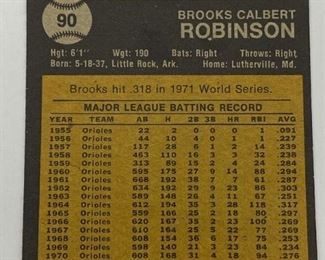 90
BROOKS CALBERT
ROBINSON
Hgt: 6'1" Wgt: 190 Bats: Right Throws: Right
Born: 5-18-37, Little Rock, Ark. Home: Lutherville, Md.
Brooks hit .318 in 1971 World Series.
MAJOR LEAGUE BATTING RECORD
YEAR TEAM AB H 2B 3B HR RBI AVG
1955 Orioles 22 2 0 0 0 1 .091
1956 Orioles 44 10 4 0 1 1 .227
1957 Orioles 117 28 6 1 2 14 .239
1958 Orioles 463 110 16 3 3 32 .238
1959 Orioles 313 89 15 2 4 24 .284
1960 Orioles 595 175 27 9 14 88 .294
1961 Orioles 668 192 38 7 7 61 .287
1962 Orioles 634 192 29 9 23 86 .303
1963 Orioles 589 148 26 4 11 67 .251
1964 Orioles 612 194 35 3 28 118 .317
1965 Orioles 559 166 25 2 18 80 .297
1966 Orioles 620 167 35 2 23 100 .269
1967 Orioles 610 164 25 5 22 77 .269
1968 Orioles 608 154 36 6 17 75 .253
1969 Orioles 598 140 21 3 23 84 .234
1970 Orioles 608 168 31 4 18 94 .276